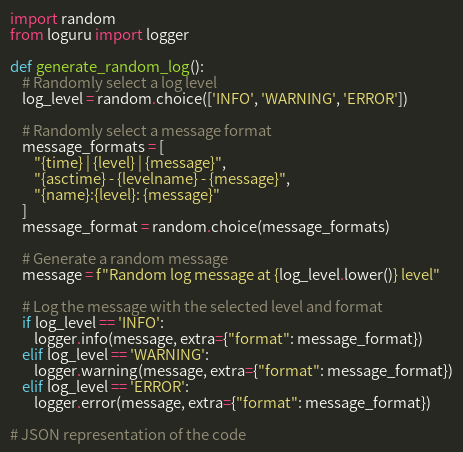 import random
from loguru import logger

def generate_random_log():
    # Randomly select a log level
    log_level = random.choice(['INFO', 'WARNING', 'ERROR'])

    # Randomly select a message format
    message_formats = [
        "{time} | {level} | {message}",
        "{asctime} - {levelname} - {message}",
        "{name}:{level}: {message}"
    ]
    message_format = random.choice(message_formats)

    # Generate a random message
    message = f"Random log message at {log_level.lower()} level"

    # Log the message with the selected level and format
    if log_level == 'INFO':
        logger.info(message, extra={"format": message_format})
    elif log_level == 'WARNING':
        logger.warning(message, extra={"format": message_format})
    elif log_level == 'ERROR':
        logger.error(message, extra={"format": message_format})

# JSON representation of the code